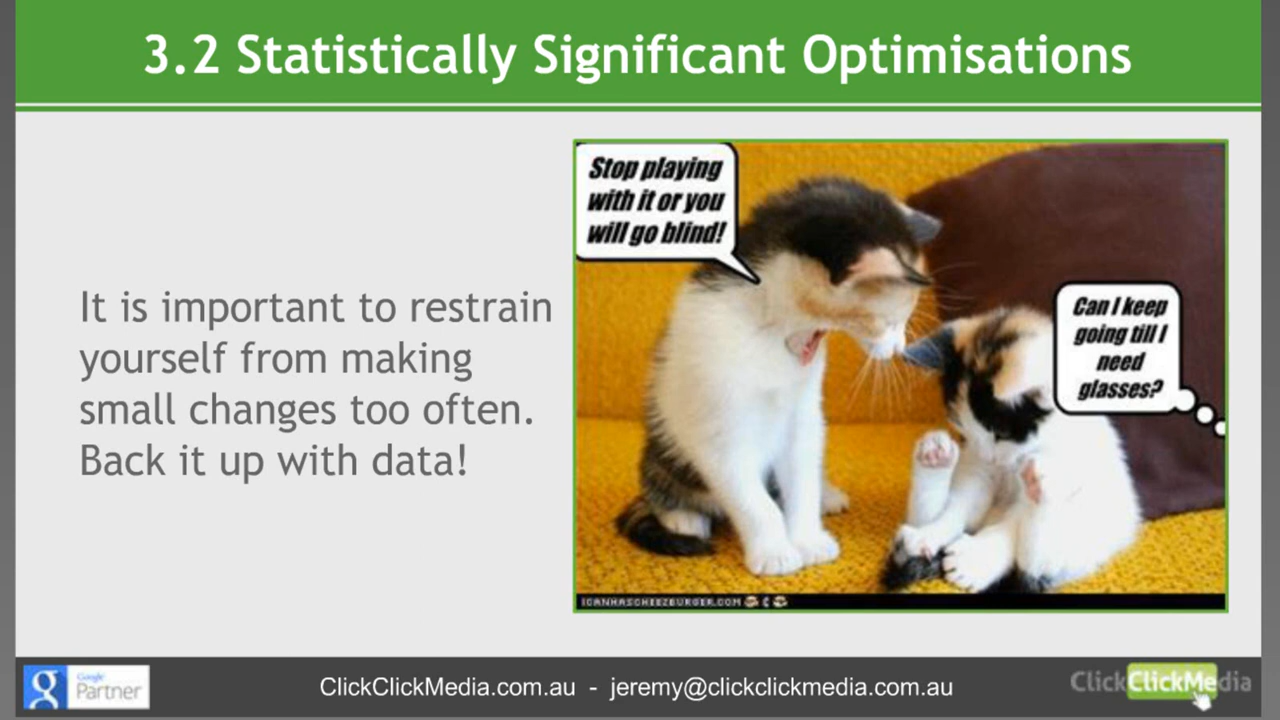 3.2 Statistically Significant Optimisations
It is important to restrain
yourself from making
small changes too often.
Back it up with data!
Stop playing
with it or you
will go blind!
Can I keep
going till I
need
glasses?
ICANHASCHEEZBURGER.COM
g Google Partner
ClickClickMedia.com.au - jeremy@clickclickmedia.com.au
ClickClickMedia